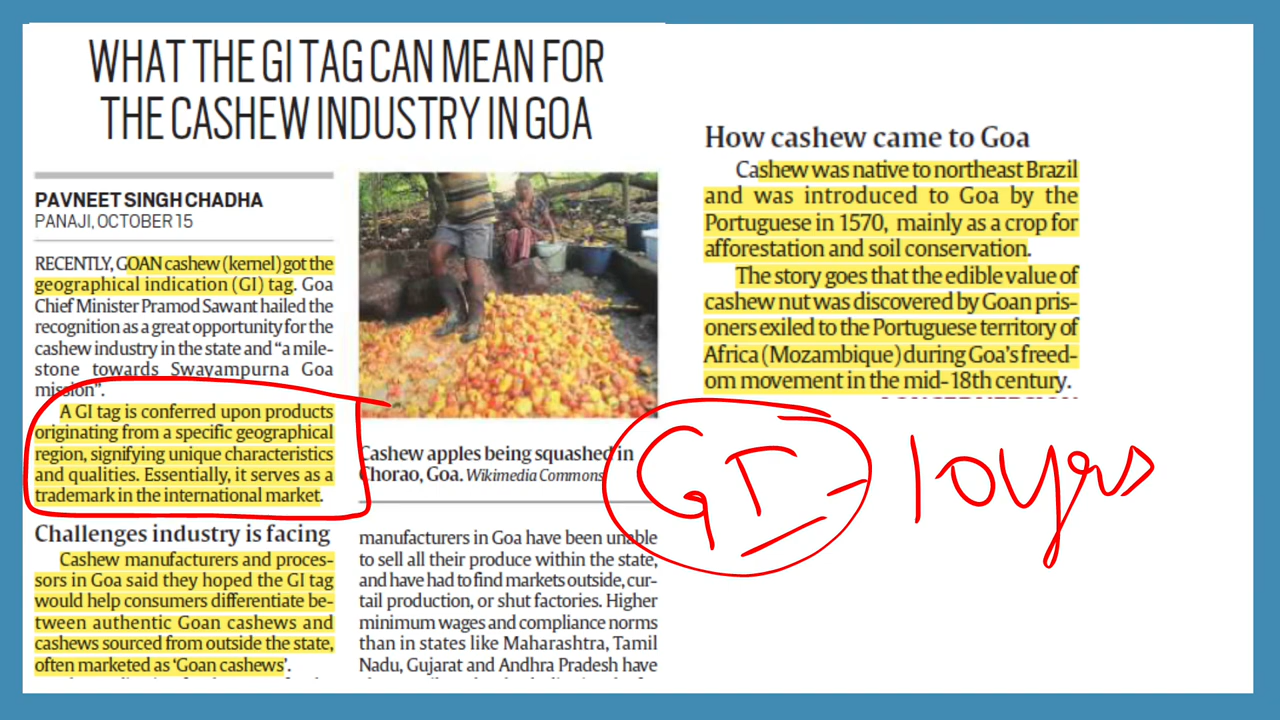 WHAT THE GI TAG CAN MEAN FOR
THE CASHEW INDUSTRY IN GOA
PAVNEET SINGH CHADHA
PANAJI, OCTOBER 15
RECENTLY, GOAN cashew (kernel) got the
geographical indication (GI) tag. Goa
Chief Minister Pramod Sawant hailed the
recognition as a great opportunity for the
cashew industry in the state and “a mile-
stone towards Swayampurna Goa
mission”.
A GI tag is conferred upon products
originating from a specific geographical
region, signifying unique characteristics
and qualities. Essentially, it serves as a
trademark in the international market.
Challenges industry is facing
Cashew manufacturers and proces-
sors in Goa said they hoped the GI tag
would help consumers differentiate be-
tween authentic Goan cashews and
cashews sourced from outside the state,
often marketed as ‘Goan cashews’.
Cashew apples being squashed in
Chorao, Goa. Wikimedia Commons
manufacturers in Goa have been unable
to sell all their produce within the state,
and have had to find markets outside, cur-
tail production, or shut factories. Higher
minimum wages and compliance norms
than in states like Maharashtra, Tamil
Nadu, Gujarat and Andhra Pradesh have
How cashew came to Goa
Cashew was native to northeast Brazil
and was introduced to Goa by the
Portuguese in 1570, mainly as a crop for
afforestation and soil conservation.
The story goes that the edible value of
cashew nut was discovered by Goan pris-
oners exiled to the Portuguese territory of
Africa (Mozambique) during Goa’s freed-
om movement in the mid-18th century.
GI - 10yrs